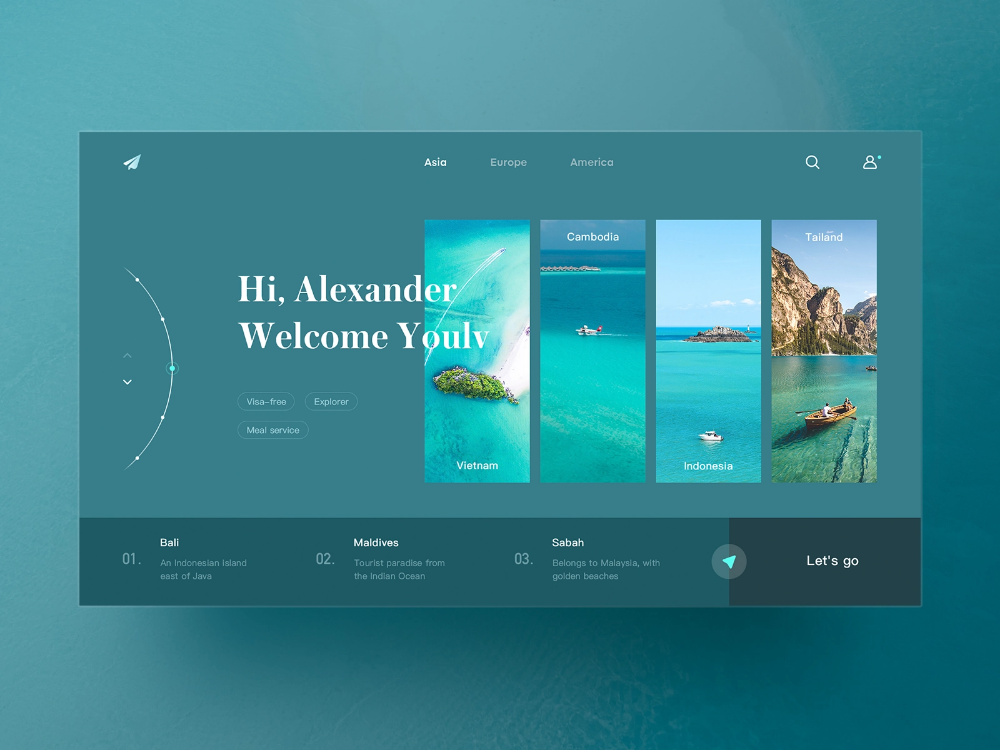 Asia
Europe
America
Hi, Alexander
Welcome Youlv
Visa-free
Explorer
Meal service
Vietnam
Cambodia
Indonesia
Tailand
01.
Bali
An Indonesian Island
east of Java
02.
Maldives
Tourist paradise from
the Indian Ocean
03.
Sabah
Belongs to Malaysia, with
golden beaches
Let's go